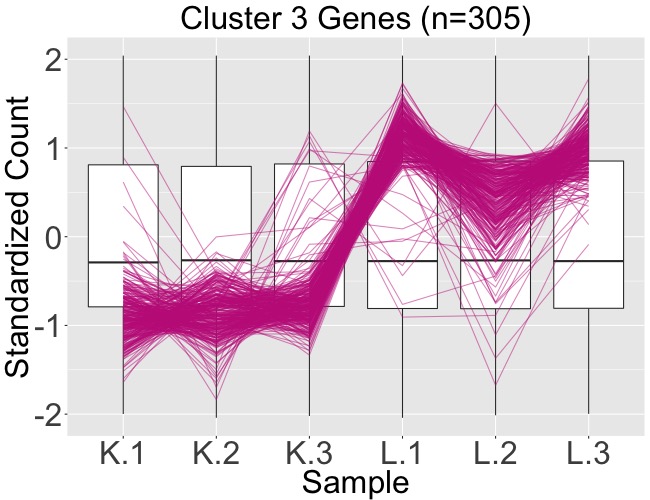 Cluster 3 Genes (n=305)
Standardized Count
2
1
0
-1
-2
K.1 K.2 K.3 L.1 L.2 L.3
Sample